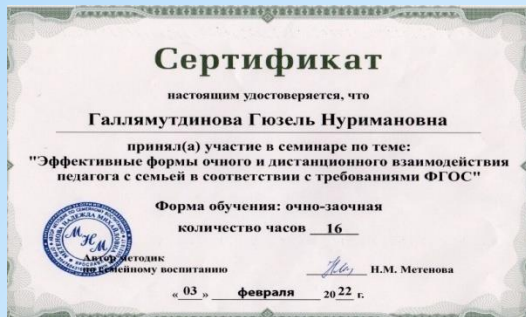 Сертификат
настоящим удостоверяется, что
Галлямутдинова Гюзель Нуримановна
принял(а) участие в семинаре по теме:
"Эффективные формы очного и дистанционного взаимодействия
педагога с семьей в соответствии с требованиями ФГОС"
Форма обучения: очно-заочная
количество часов 16
МНМ
Автор методик
по семейному воспитанию
Н.М. Метенова
« 03 » февраля 2022 г.